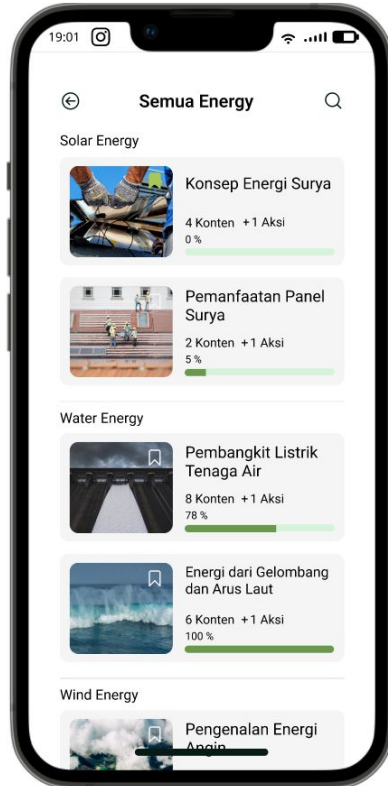 19:01
Semua Energy
Solar Energy
Konsep Energi Surya
4 Konten +1 Aksi
0 %
Pemanfaatan Panel
Surya
2 Konten +1 Aksi
5 %
Water Energy
Pembangkit Listrik
Tenaga Air
8 Konten +1 Aksi
78 %
Energi dari Gelombang
dan Arus Laut
6 Konten +1 Aksi
100 %
Wind Energy
Pengenalan Energi
Angin